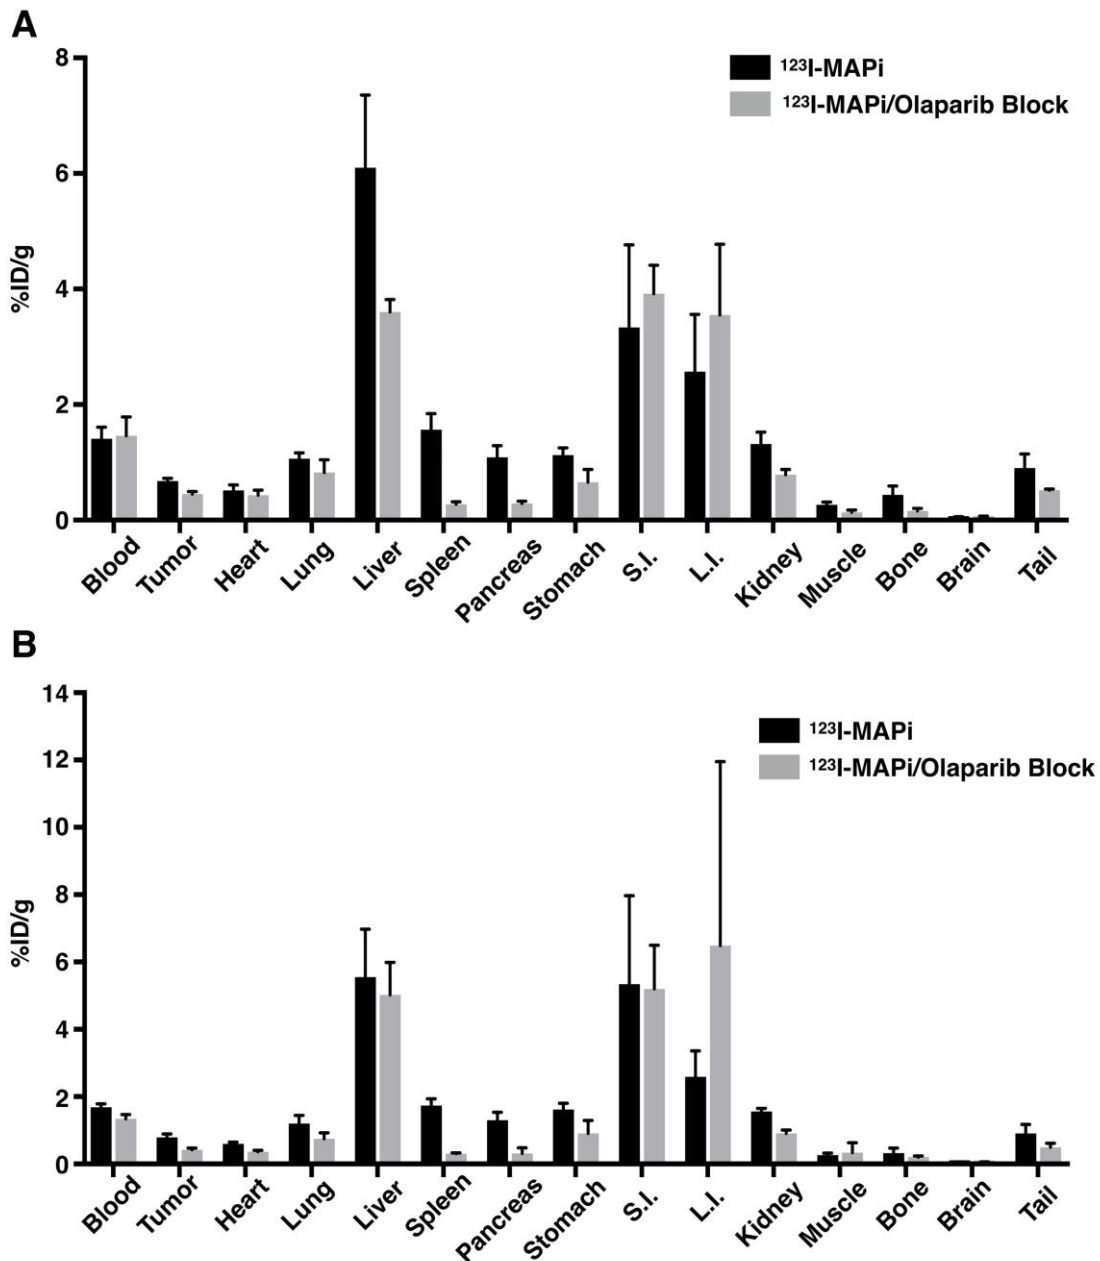 A
8
6
4
2
0
%ID/g
¹²³I-MAPi
¹²³I-MAPi/Olaparib Block
Blood Tumor Heart Lung Liver Spleen Pancreas Stomach S.I. L.I. Kidney Muscle Bone Brain Tail
B
14
12
10
8
6
4
2
0
%ID/g
¹²³I-MAPi
¹²³I-MAPi/Olaparib Block
Blood Tumor Heart Lung Liver Spleen Pancreas Stomach S.I. L.I. Kidney Muscle Bone Brain Tail